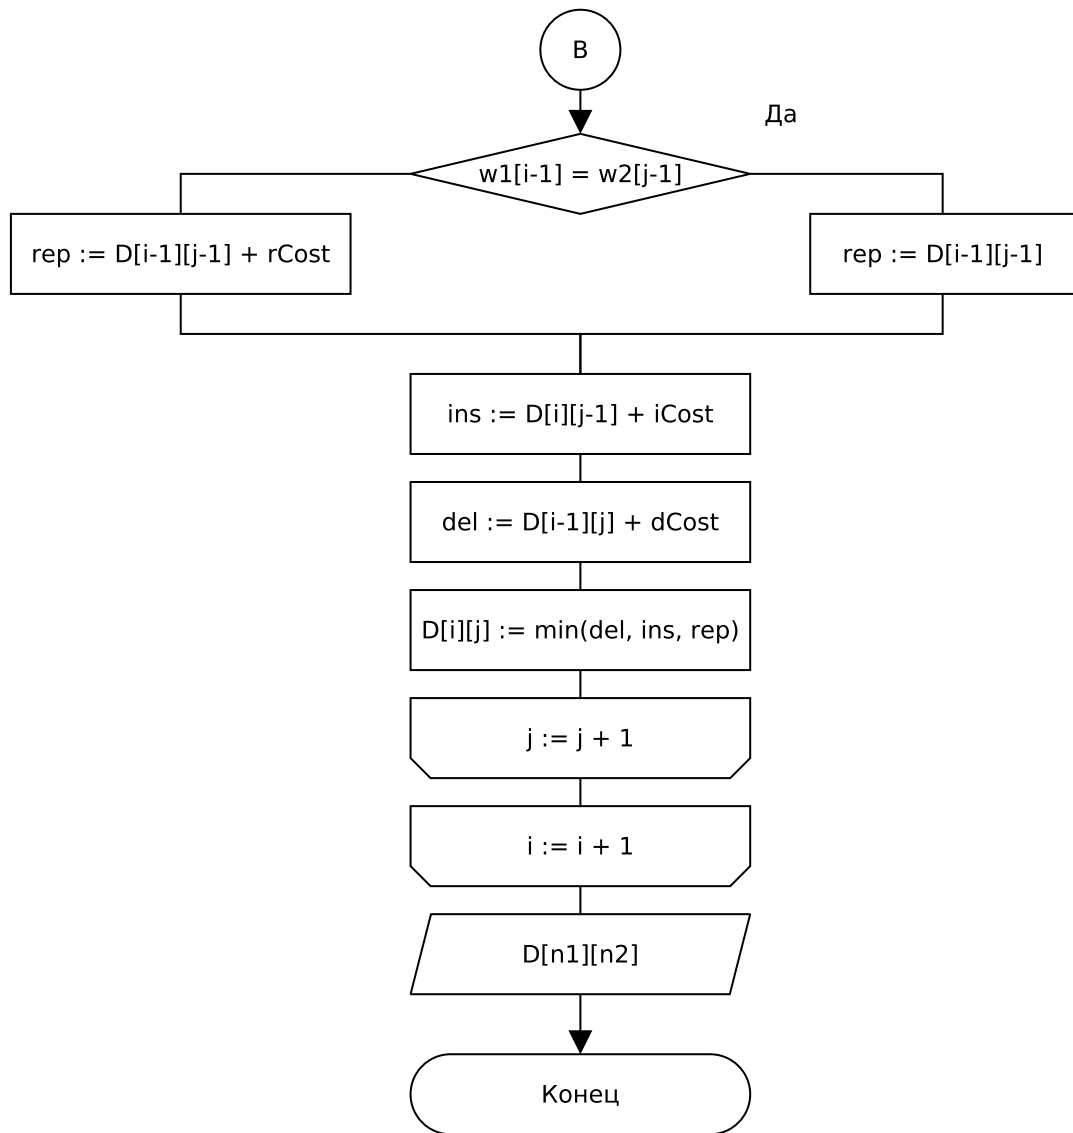 B
Да
w1[i-1] = w2[j-1]
rep := D[i-1][j-1] + rCost
rep := D[i-1][j-1]
ins := D[i][j-1] + iCost
del := D[i-1][j] + dCost
D[i][j] := min(del, ins, rep)
j := j + 1
i := i + 1
D[n1][n2]
Конец